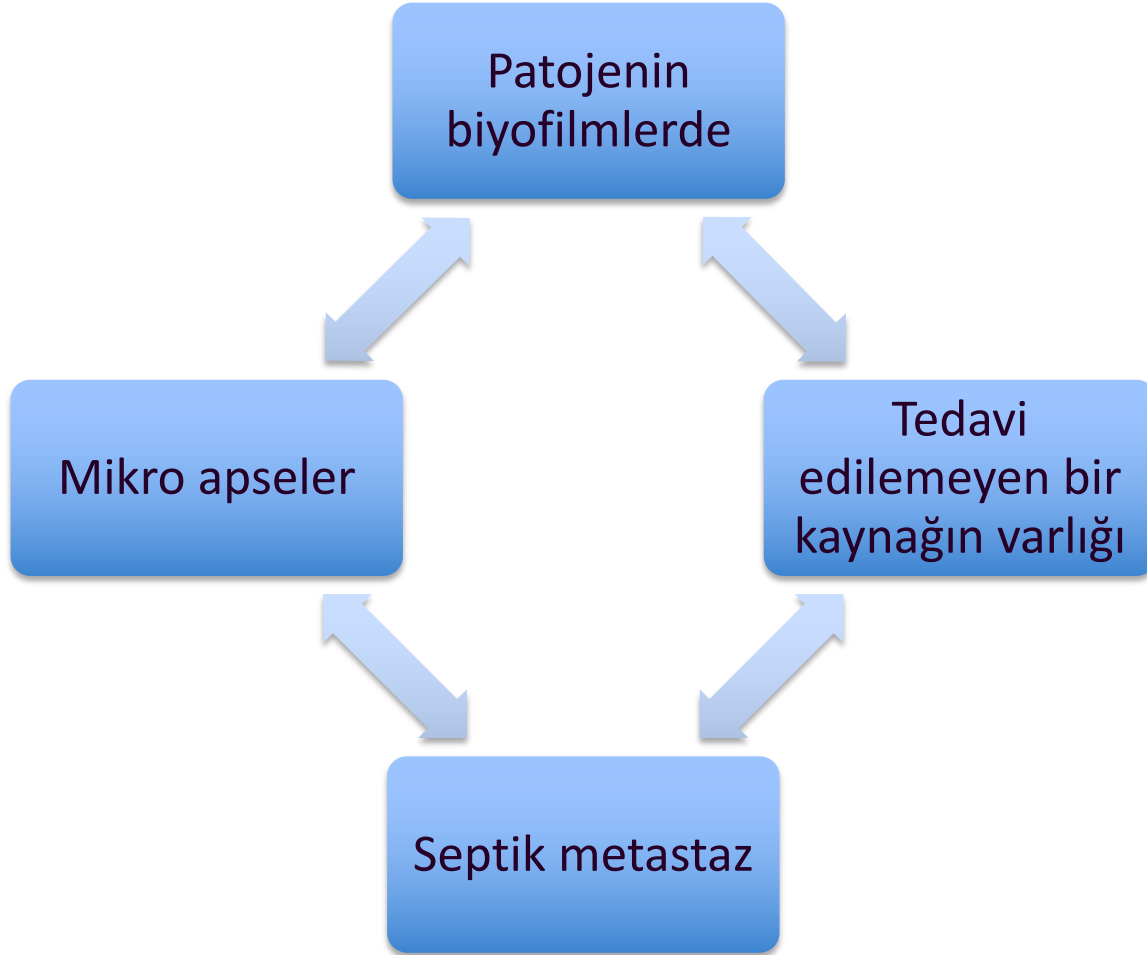 Patojenin
biyofilmlerde
Mikro apseler
Tedavi
edilemeyen bir
kaynağın varlığı
Septik metastaz